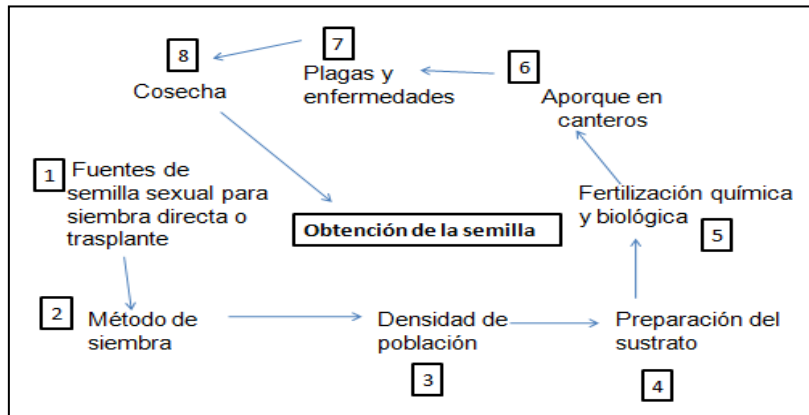 8
Cosecha
7
Plagas y
enfermedades
6
Aporque en
canteros
1
Fuentes de
semilla sexual para
siembra directa o
trasplante
Obtención de la semilla
Fertilización química
y biológica
5
2
Método de
siembra
Densidad de
población
3
Preparación del
sustrato
4